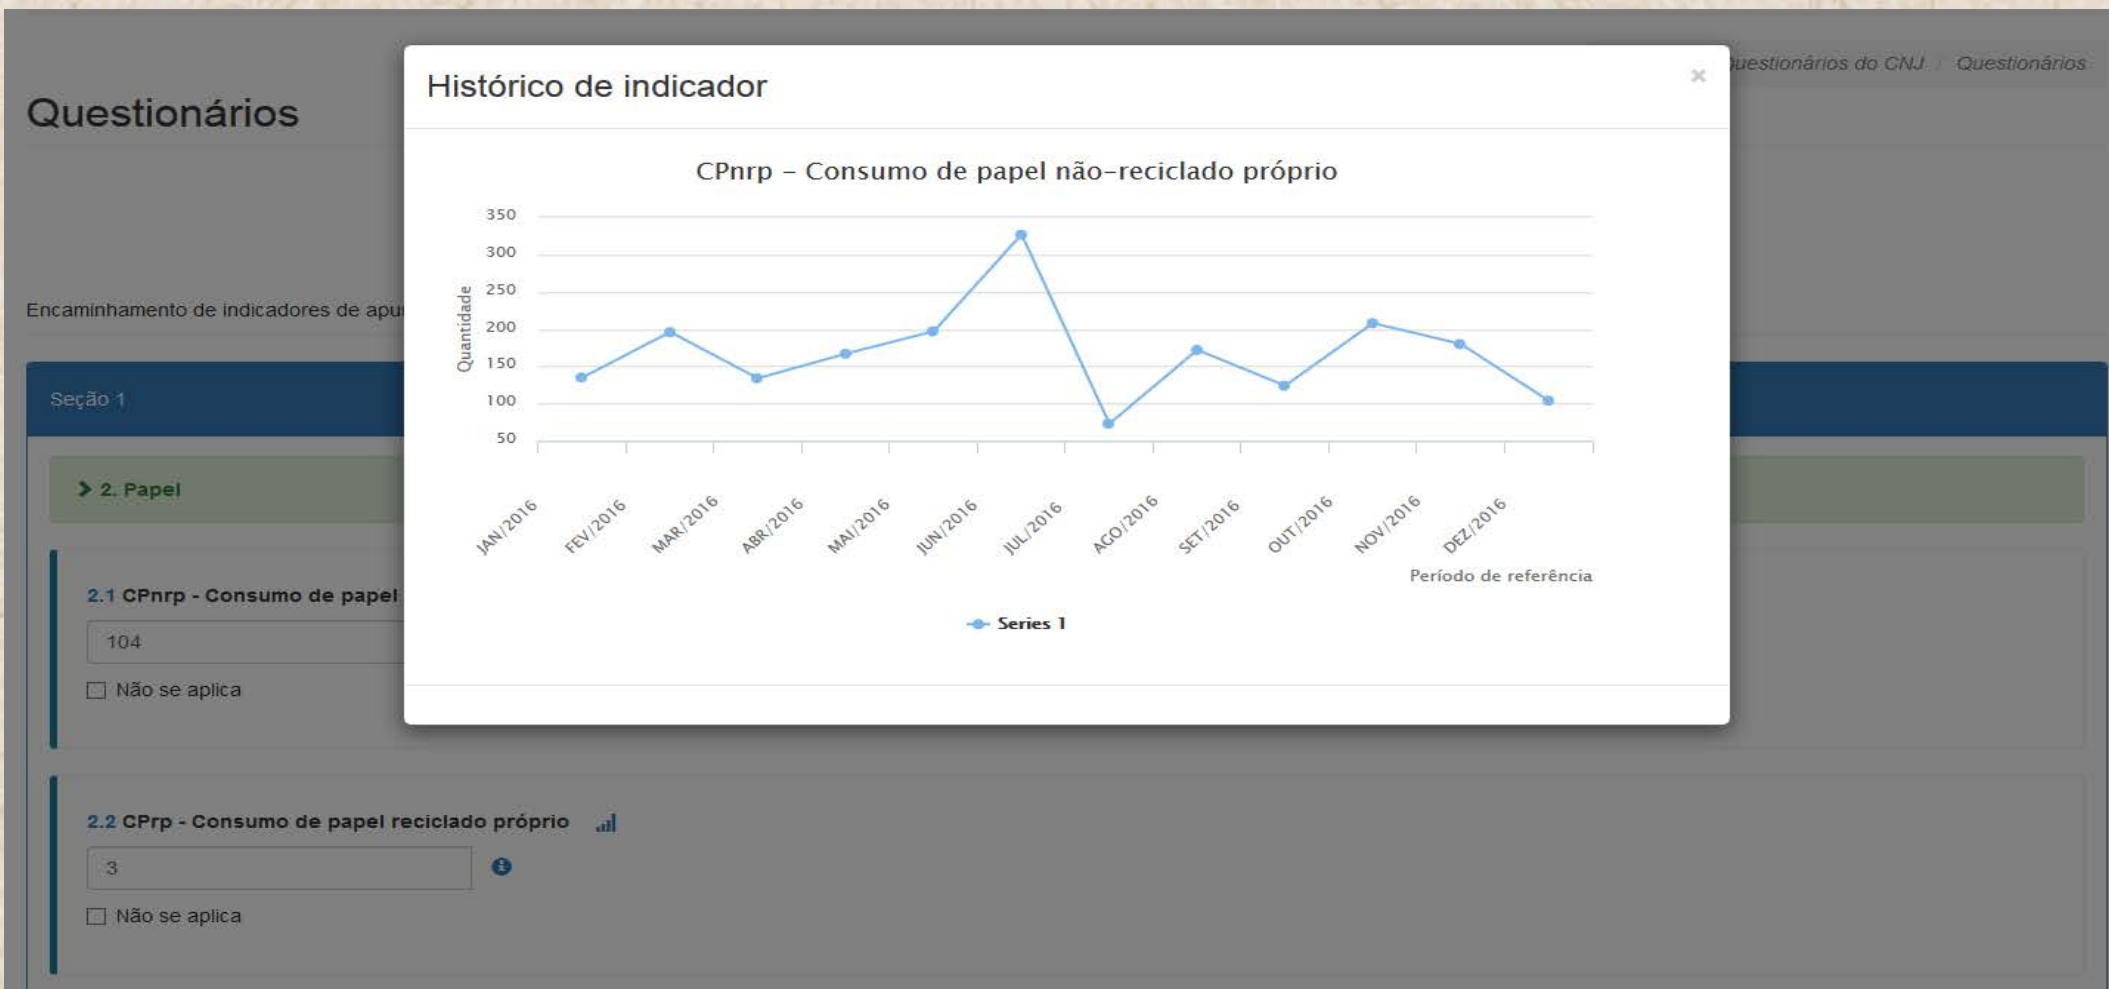 uestionários do CNJ / Questionários
Questionários
Histórico de indicador
×
CPnrp – Consumo de papel não-reciclado próprio
350
300
250
200
150
100
50
Quantidade
JAN/2016
FEV/2016
MAR/2016
ABR/2016
MAI/2016
JUN/2016
JUL/2016
AGO/2016
SET/2016
OUT/2016
NOV/2016
DEZ/2016
Período de referência
Series 1
Encaminhamento de indicadores de apu
Seção 1
2. Papel
2.1 CPnrp - Consumo de papel
104
Não se aplica
2.2 CPrp - Consumo de papel reciclado próprio
3
Não se aplica